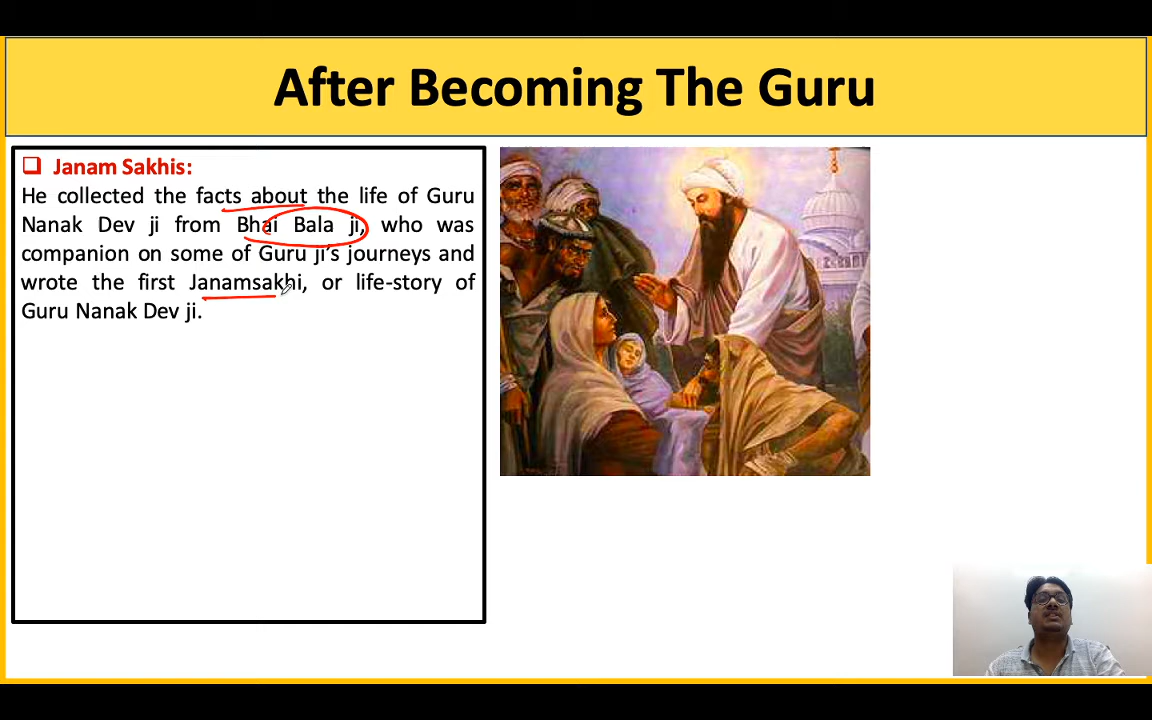 After Becoming The Guru
Janam Sakhis:
He collected the facts about the life of Guru
Nanak Dev ji from Bhai Bala ji, who was
companion on some of Guru ji's journeys and
wrote the first Janamsakhi, or life-story of
Guru Nanak Dev ji.